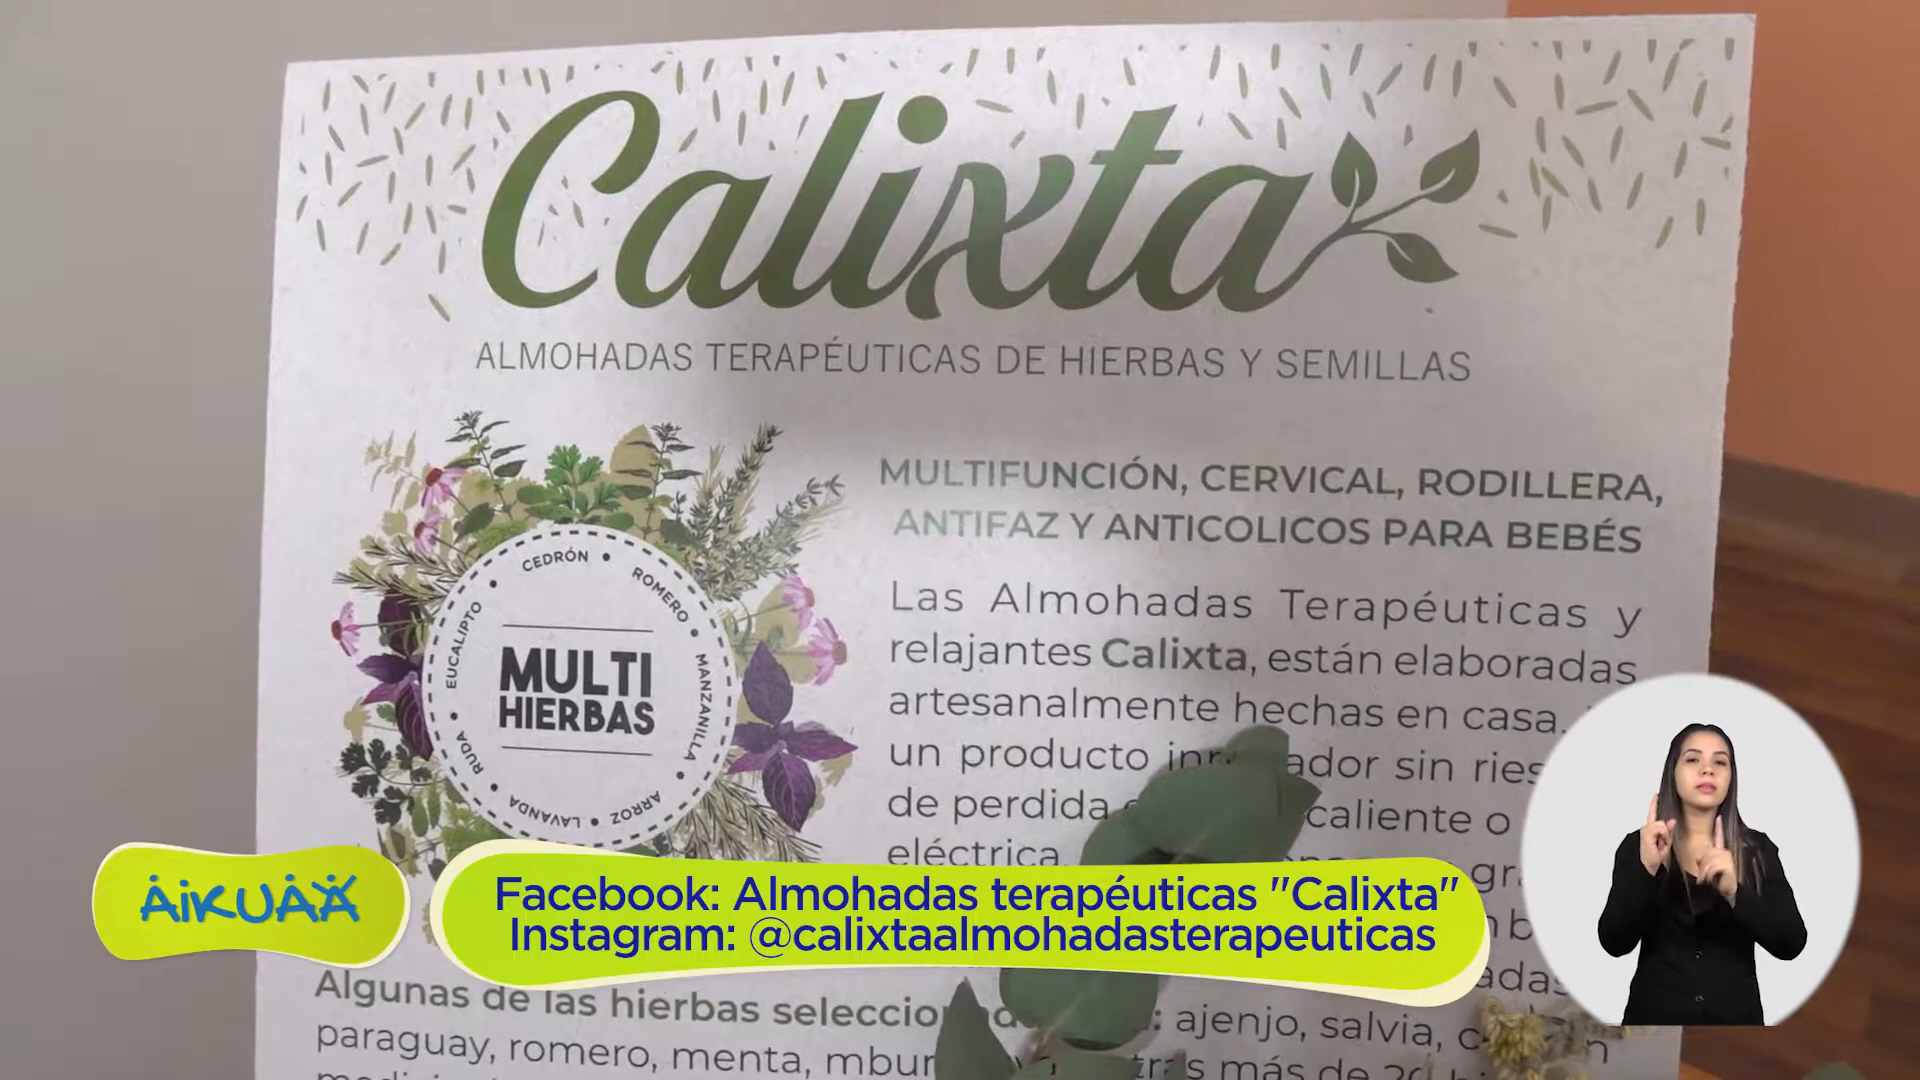 Calixta
ALMOHADAS TERAPÉUTICAS DE HIERBAS Y SEMILLAS
MULTIFUNCIÓN, CERVICAL, RODILLERA,
ANTIFAZ Y ANTICOLICOS PARA BEBÉS
CEDRÓN • ROMERO • MANZANILLA • ARROZ • LAVANDA • RUDA • EUCALIPTO •
MULTI
HIERBAS
Las Almohadas Terapéuticas y
relajantes Calixta, están elaboradas
artesanalmente hechas en casa.
un producto
sin
de perdida
caliente o
eléctrica.
AIKUAA
Facebook: Almohadas terapéuticas "Calixta"
Instagram: @calixtaalmohadasterapeuticas
Algunas de las hierbas
ajenjo, salvia,
paraguay, romero, menta,
más de